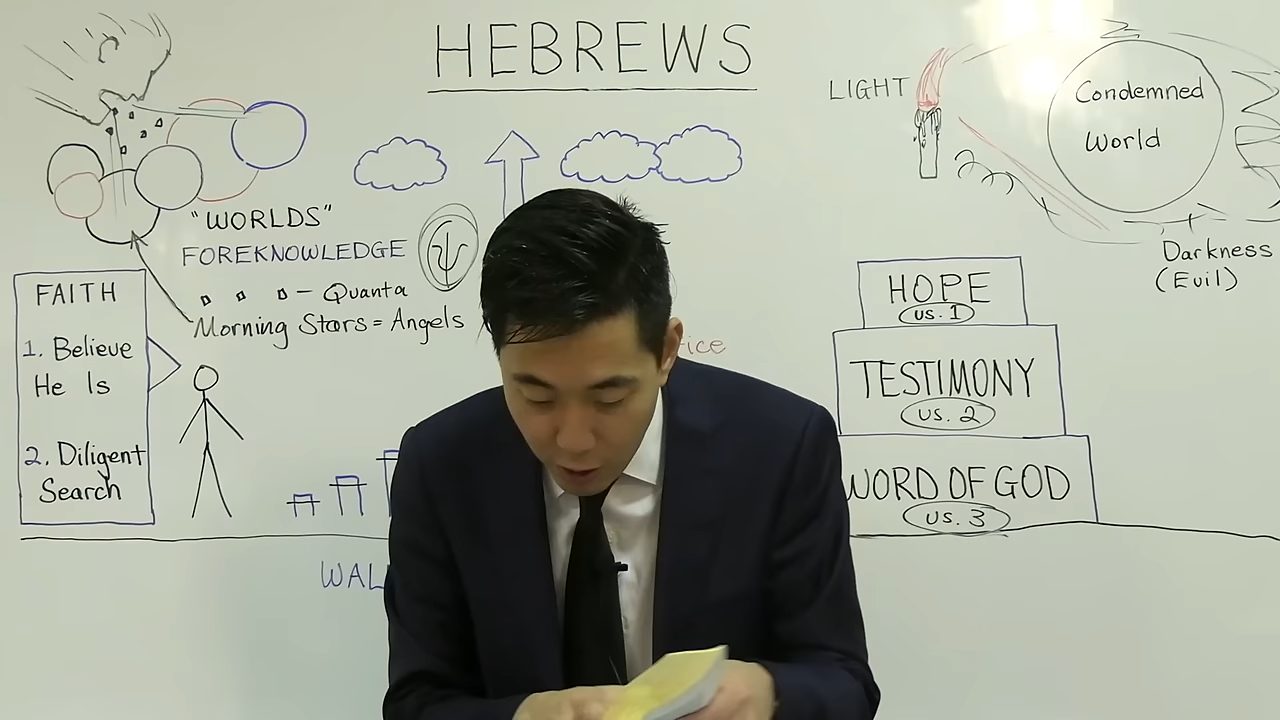 HEBREWS
LIGHT
Condemned
World
"WORLDS"
FOREKNOWLEDGE
Ψ
- Quanta
Morning Stars = Angels
Darkness
(Evil)
FAITH
1. Believe
He Is
2. Diligent
Search
HOPE
vs. 1
TESTIMONY
vs. 2
WORD OF GOD
vs. 3